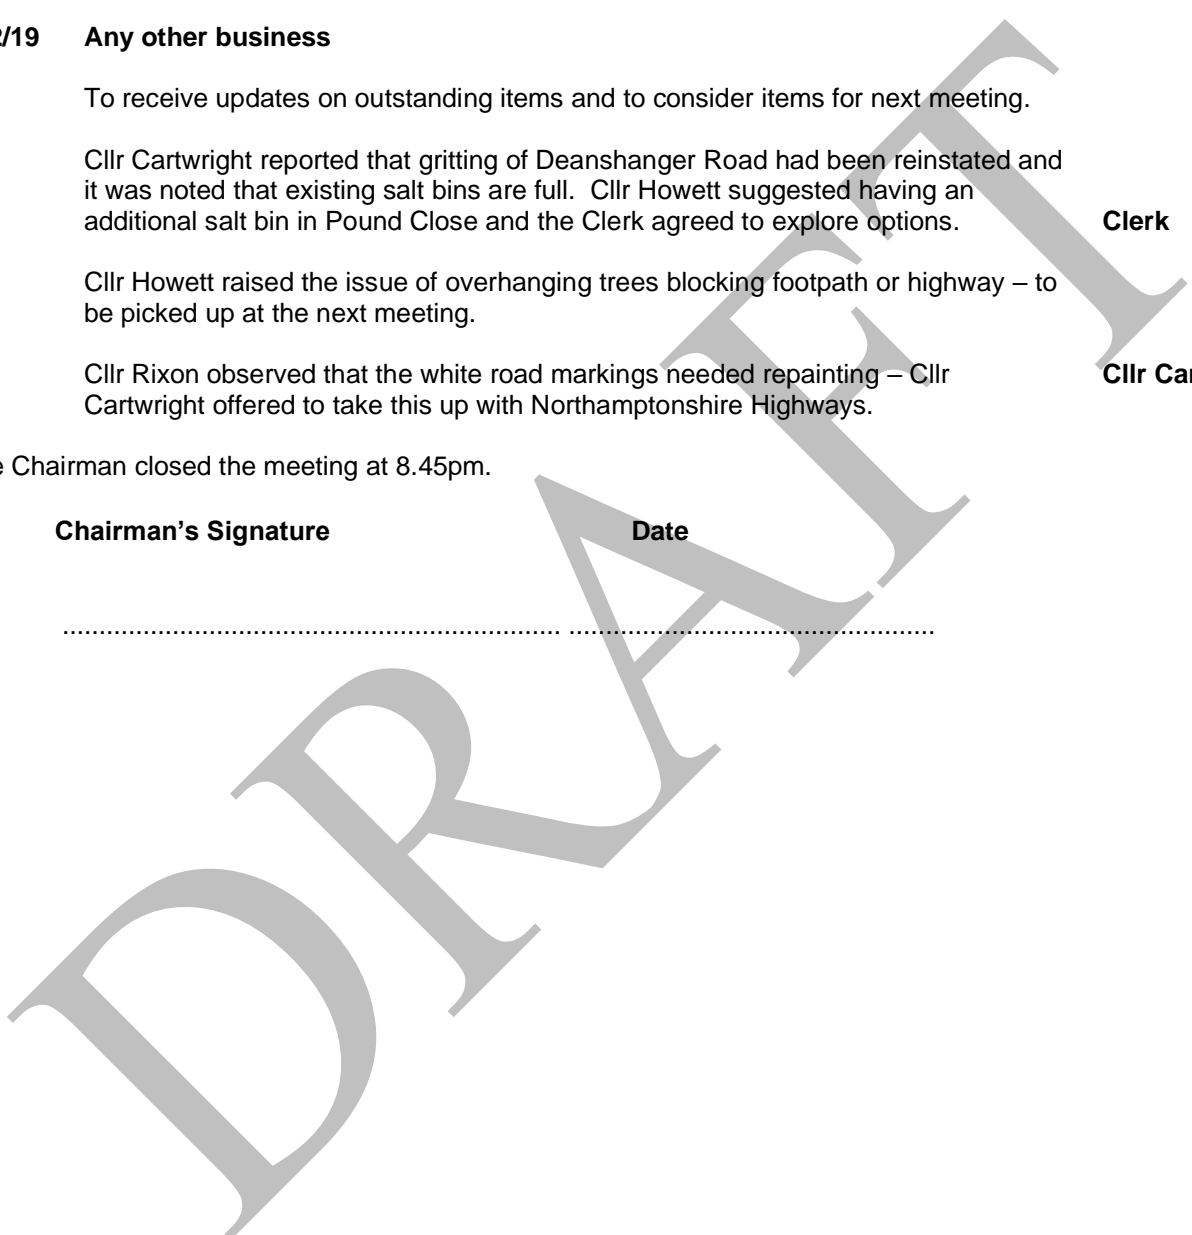 2/19 Any other business
To receive updates on outstanding items and to consider items for next meeting.
Cllr Cartwright reported that gritting of Deanshanger Road had been reinstated and
it was noted that existing salt bins are full.  Cllr Howett suggested having an
additional salt bin in Pound Close and the Clerk agreed to explore options. Clerk
Cllr Howett raised the issue of overhanging trees blocking footpath or highway – to
be picked up at the next meeting.
Cllr Rixon observed that the white road markings needed repainting – Cllr Cllr Car
Cartwright offered to take this up with Northamptonshire Highways.
e Chairman closed the meeting at 8.45pm.
Chairman’s Signature Date
.................................................................... ..................................................
DRAFT